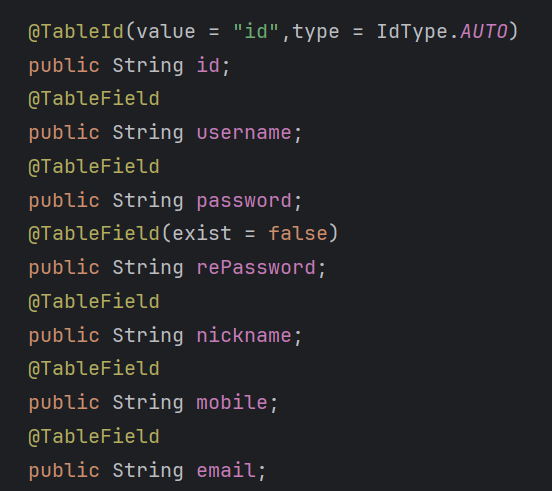 @TableId(value = "id",type = IdType.AUTO)
public String id;
@TableField
public String username;
@TableField
public String password;
@TableField(exist = false)
public String rePassword;
@TableField
public String nickname;
@TableField
public String mobile;
@TableField
public String email;